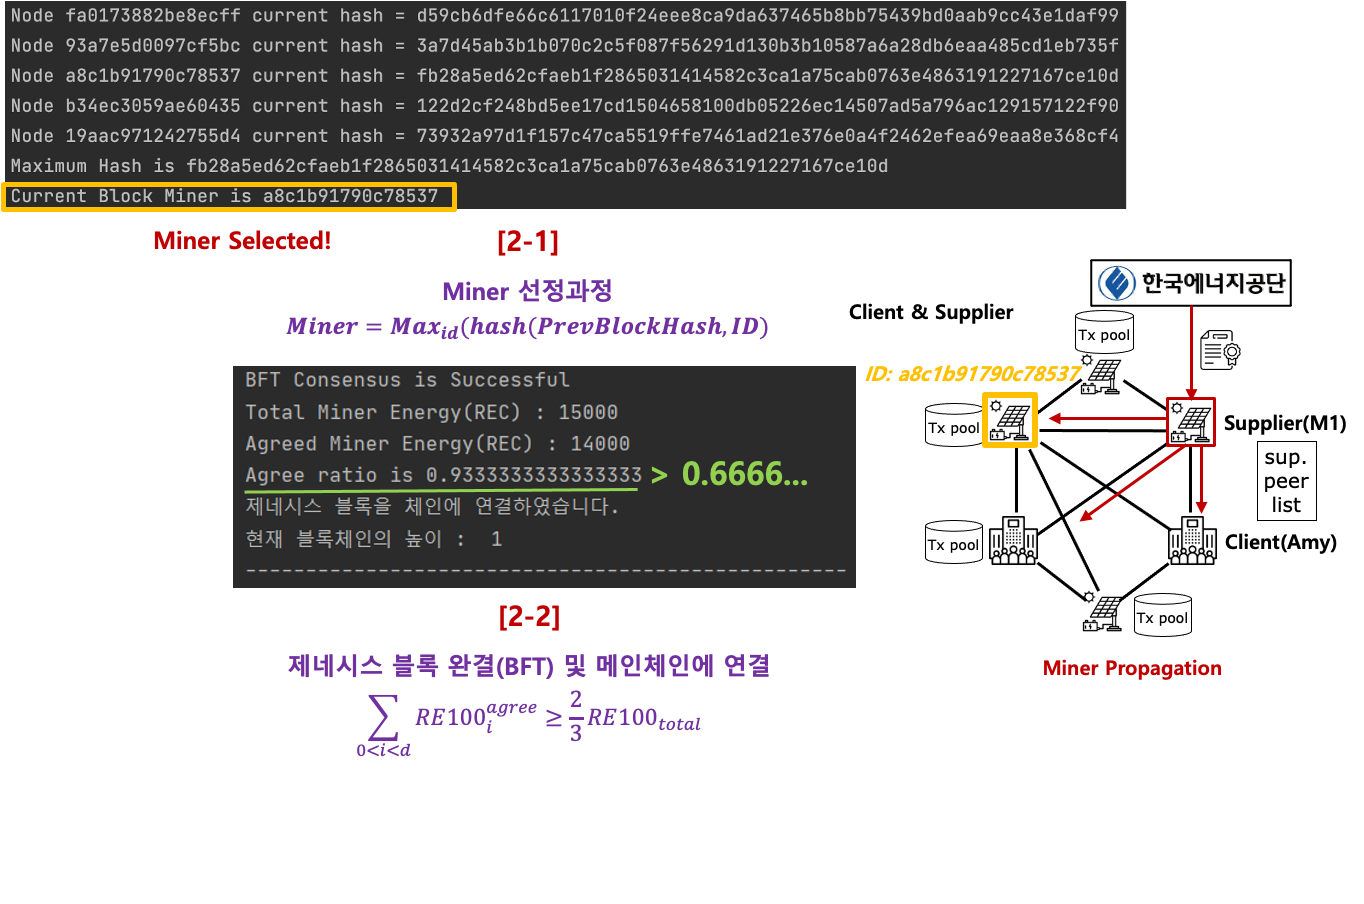 Node fa0173882be8ecff current hash = d59cb6dfe66c6117010f24eee8ca9da637465b8bb75439bd0aab9cc43e1daf99
Node 93a7e5d0097cf5bc current hash = 3a7d45ab3b1b070c2c5f087f56291d130b3b10587a6a28db6eaa485cd1eb735f
Node a8c1b91790c78537 current hash = fb28a5ed62cfaeb1f2865031414582c3ca1a75cab0763e4863191227167ce10d
Node b34ec3059ae60435 current hash = 122d2cf248bd5ee17cd1504658100db05226ec14507ad5a796ac129157122f90
Node 19aac971242755d4 current hash = 73932a97d1f157c47ca5519ffe7461ad21e376e0a4f2462efea69eaa8e368cf4
Maximum Hash is fb28a5ed62cfaeb1f2865031414582c3ca1a75cab0763e4863191227167ce10d
Current Block Miner is a8c1b91790c78537
Miner Selected!
[2-1]
Miner 선정과정
Miner = Max_id(hash(PrevBlockHash, ID)
BFT Consensus is Successful
Total Miner Energy(REC) : 15000
Agreed Miner Energy(REC) : 14000
Agree ratio is 0.9333333333333333 > 0.6666...
제네시스 블록을 체인에 연결하였습니다.
현재 블록체인의 높이 : 1
--------------------------------------------------
[2-2]
제네시스 블록 완결(BFT) 및 메인체인에 연결
∑_{0<i<d} RE100_i^{agree} ≥ 2/3 RE100_{total}
한국에너지공단
Client & Supplier
Tx pool
ID: a8c1b91790c78537
Tx pool
Supplier(M1)
sup.
peer
list
Tx pool
Client(Amy)
Tx pool
Miner Propagation